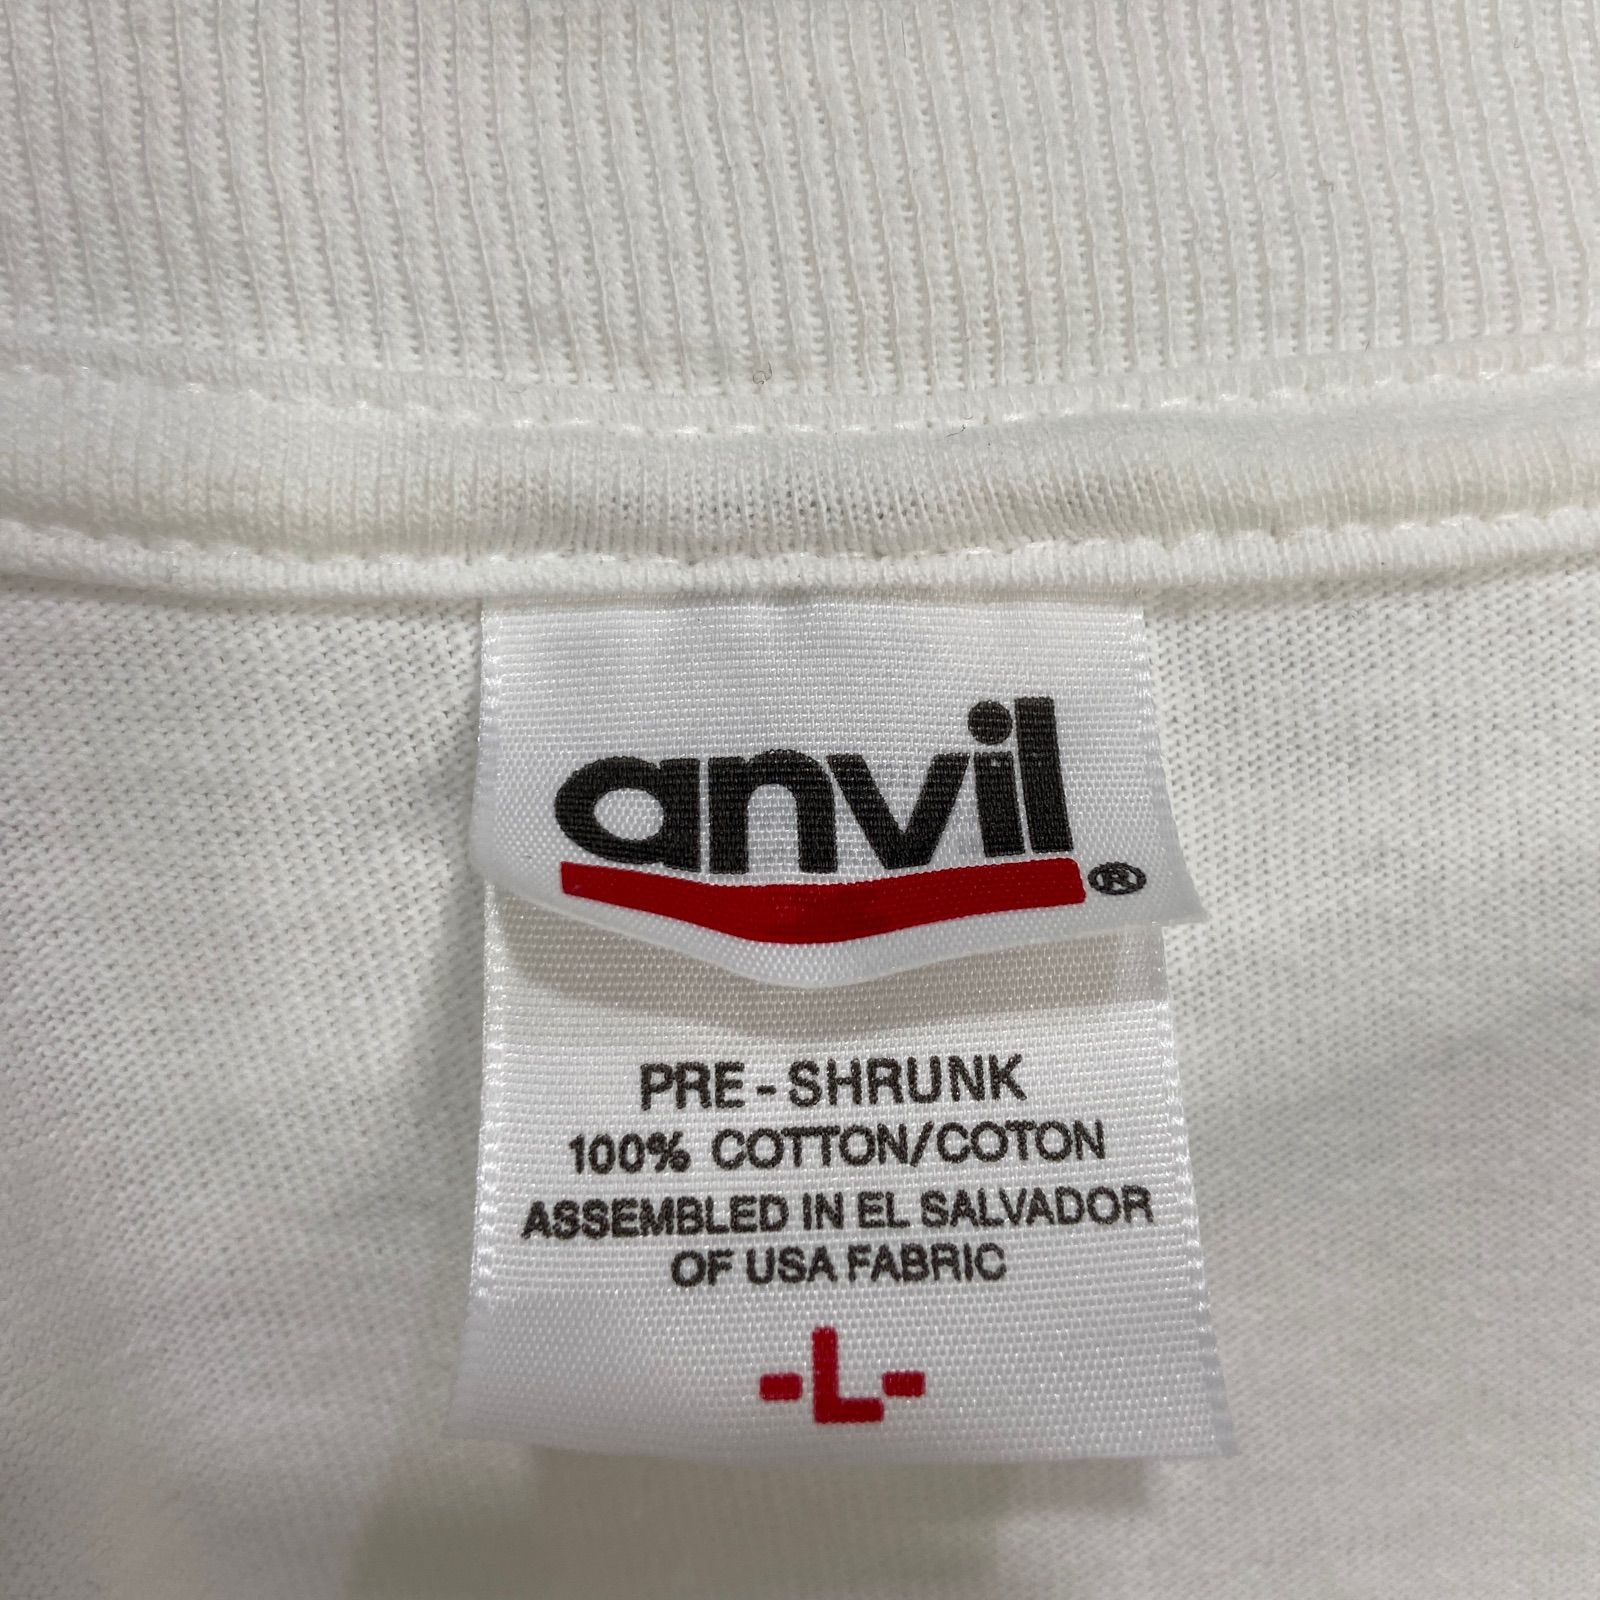 anvil®
PRE-SHRUNK
100% COTTON/COTON
ASSEMBLED IN EL SALVADOR
OF USA FABRIC
-L-